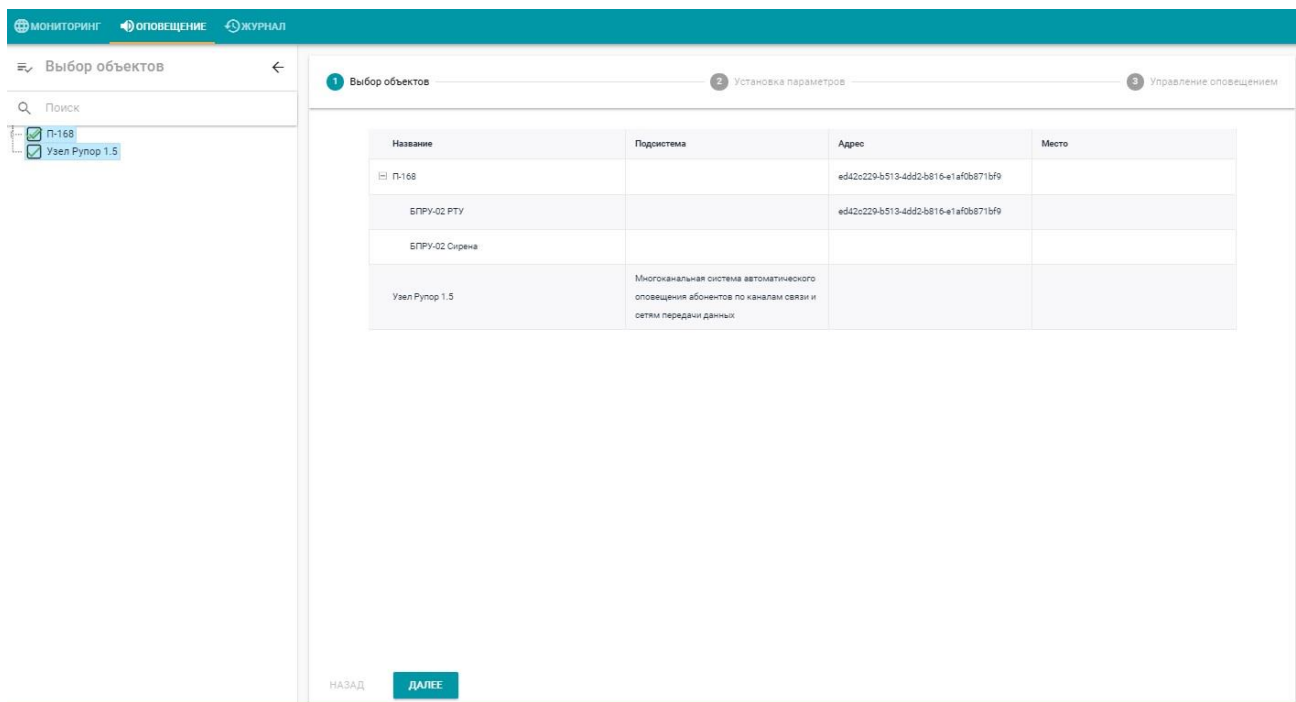 МОНИТОРИНГ ОПОВЕЩЕНИЕ ЖУРНАЛ
Выбор объектов
Поиск
П-168
Узел Рупор 1.5
1 Выбор объектов 2 Установка параметров 3 Управление оповещением
Название Подсистема Адрес Место
П-168 ed42c229-b513-4dd2-b816-e1af0b871bf9
БПРУ-02 РТУ ed42c229-b513-4dd2-b816-e1af0b871bf9
БПРУ-02 Сирена
Узел Рупор 1.5 Многоканальная система автоматического
оповещения абонентов по каналам связи и
сетям передачи данных
НАЗАД ДАЛЕЕ